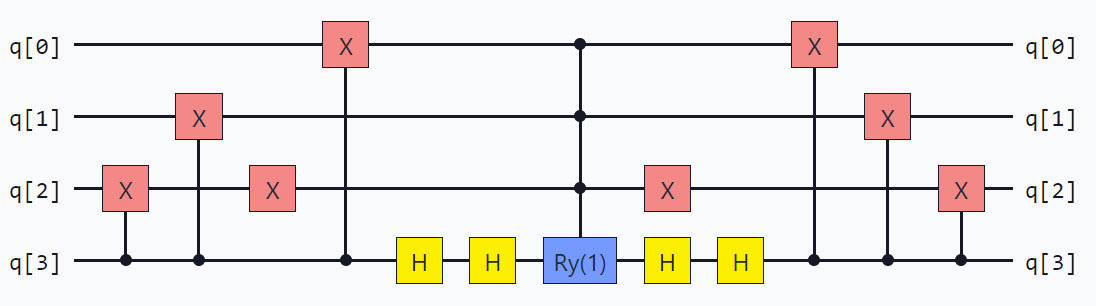 q[0] X X q[0]
q[1] X X q[1]
q[2] X X X X q[2]
q[3] H H Ry(1) H H q[3]